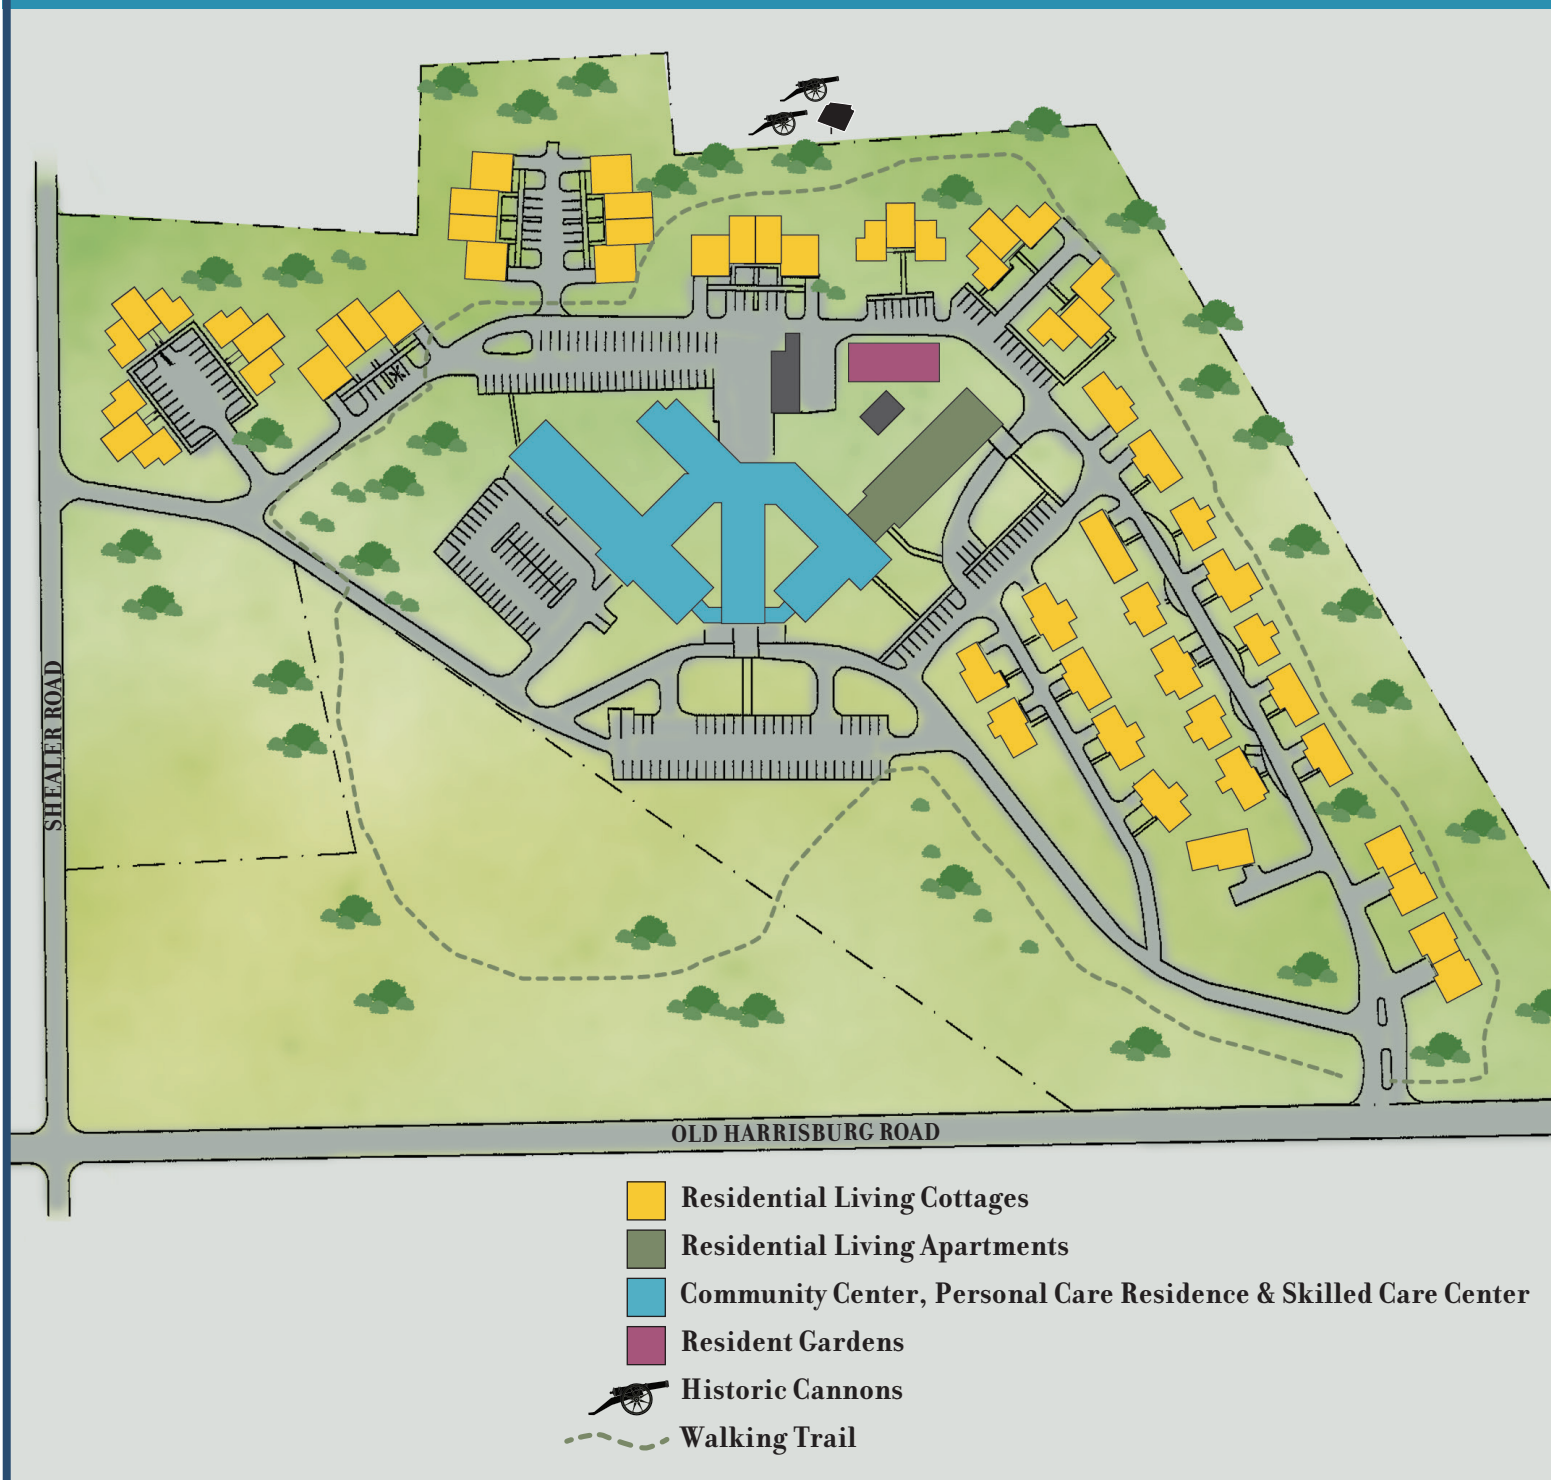 SHEALER ROAD
OLD HARRISBURG ROAD
Residential Living Cottages
Residential Living Apartments
Community Center, Personal Care Residence & Skilled Care Center
Resident Gardens
Historic Cannons
Walking Trail